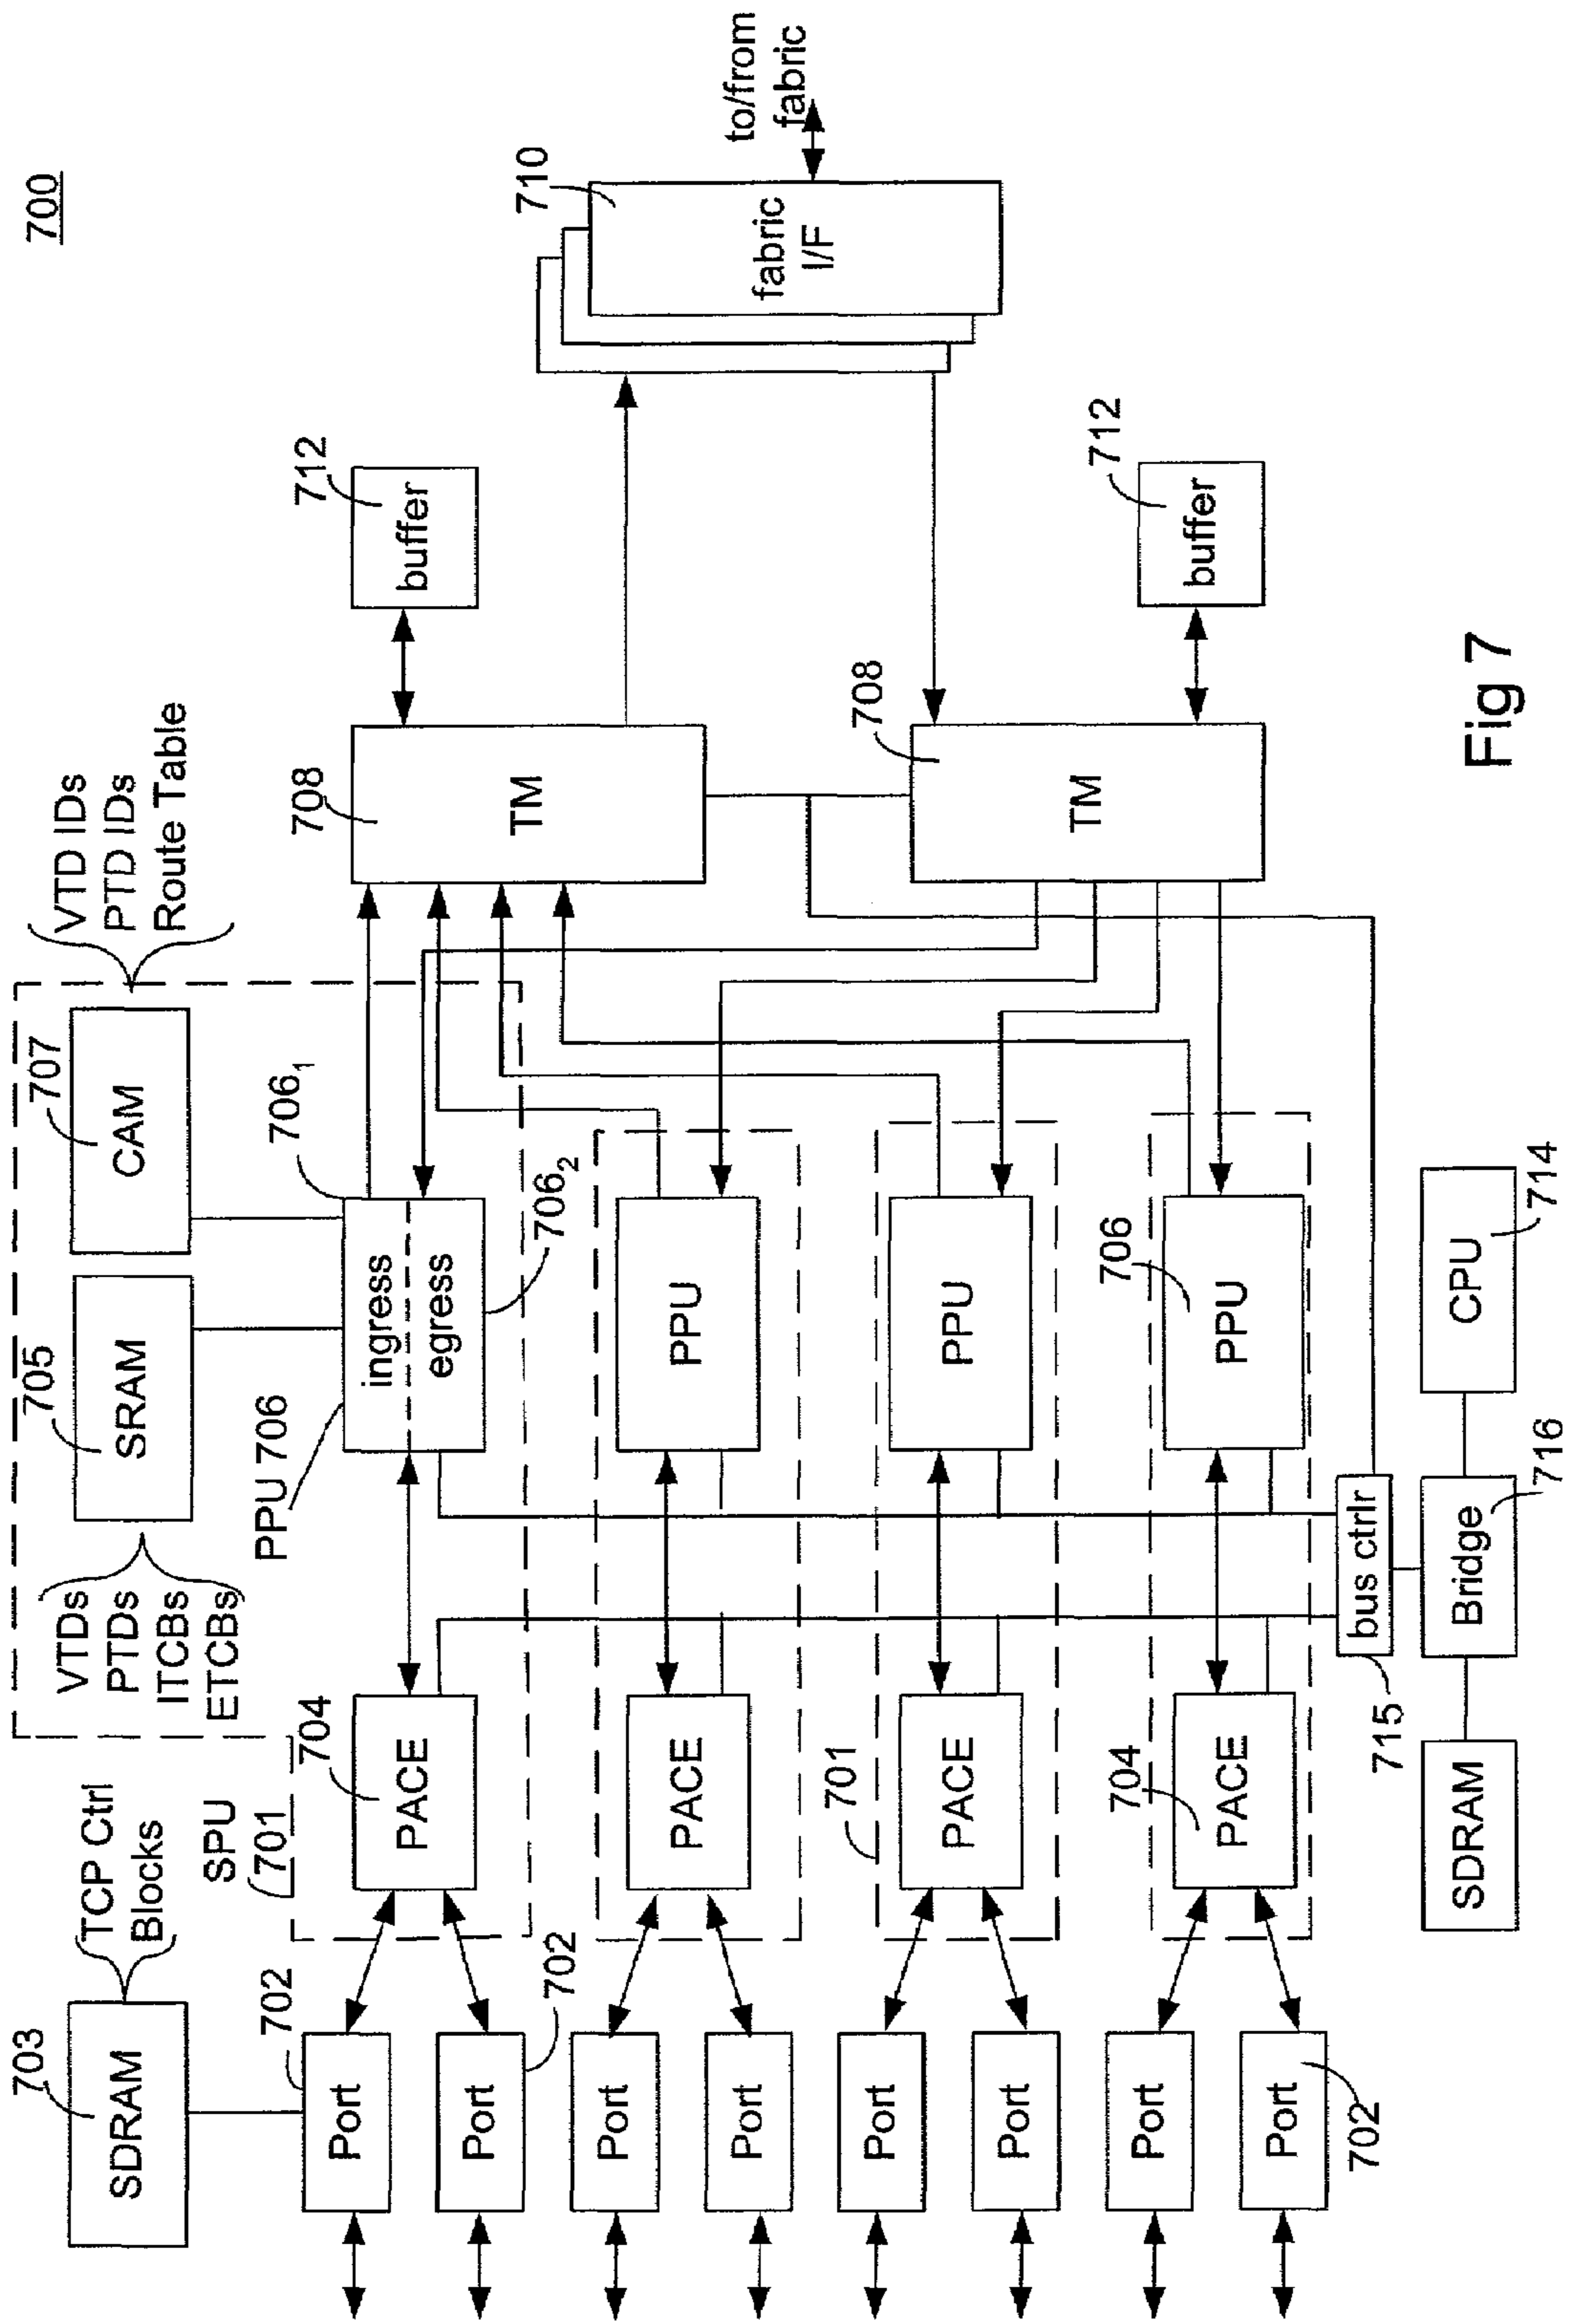 700
703
SDRAM
TCP Ctrl
Blocks
SPU
701
VTDs
PTDs
ITCBs
ETCBs
705
SRAM
707
CAM
VTD IDs
PTD IDs
Route Table
702
Port
Port
702
Port
Port
Port
Port
Port
Port
702
704
PACE
PACE
701
PACE
704
PACE
PPU 706
ingress
egress
706₁
706₂
PPU
PPU
706
PPU
708
TM
708
TM
712
buffer
712
buffer
710
fabric
I/F
to/from
fabric
715
bus ctrlr
SDRAM
Bridge
716
CPU
714
Fig 7